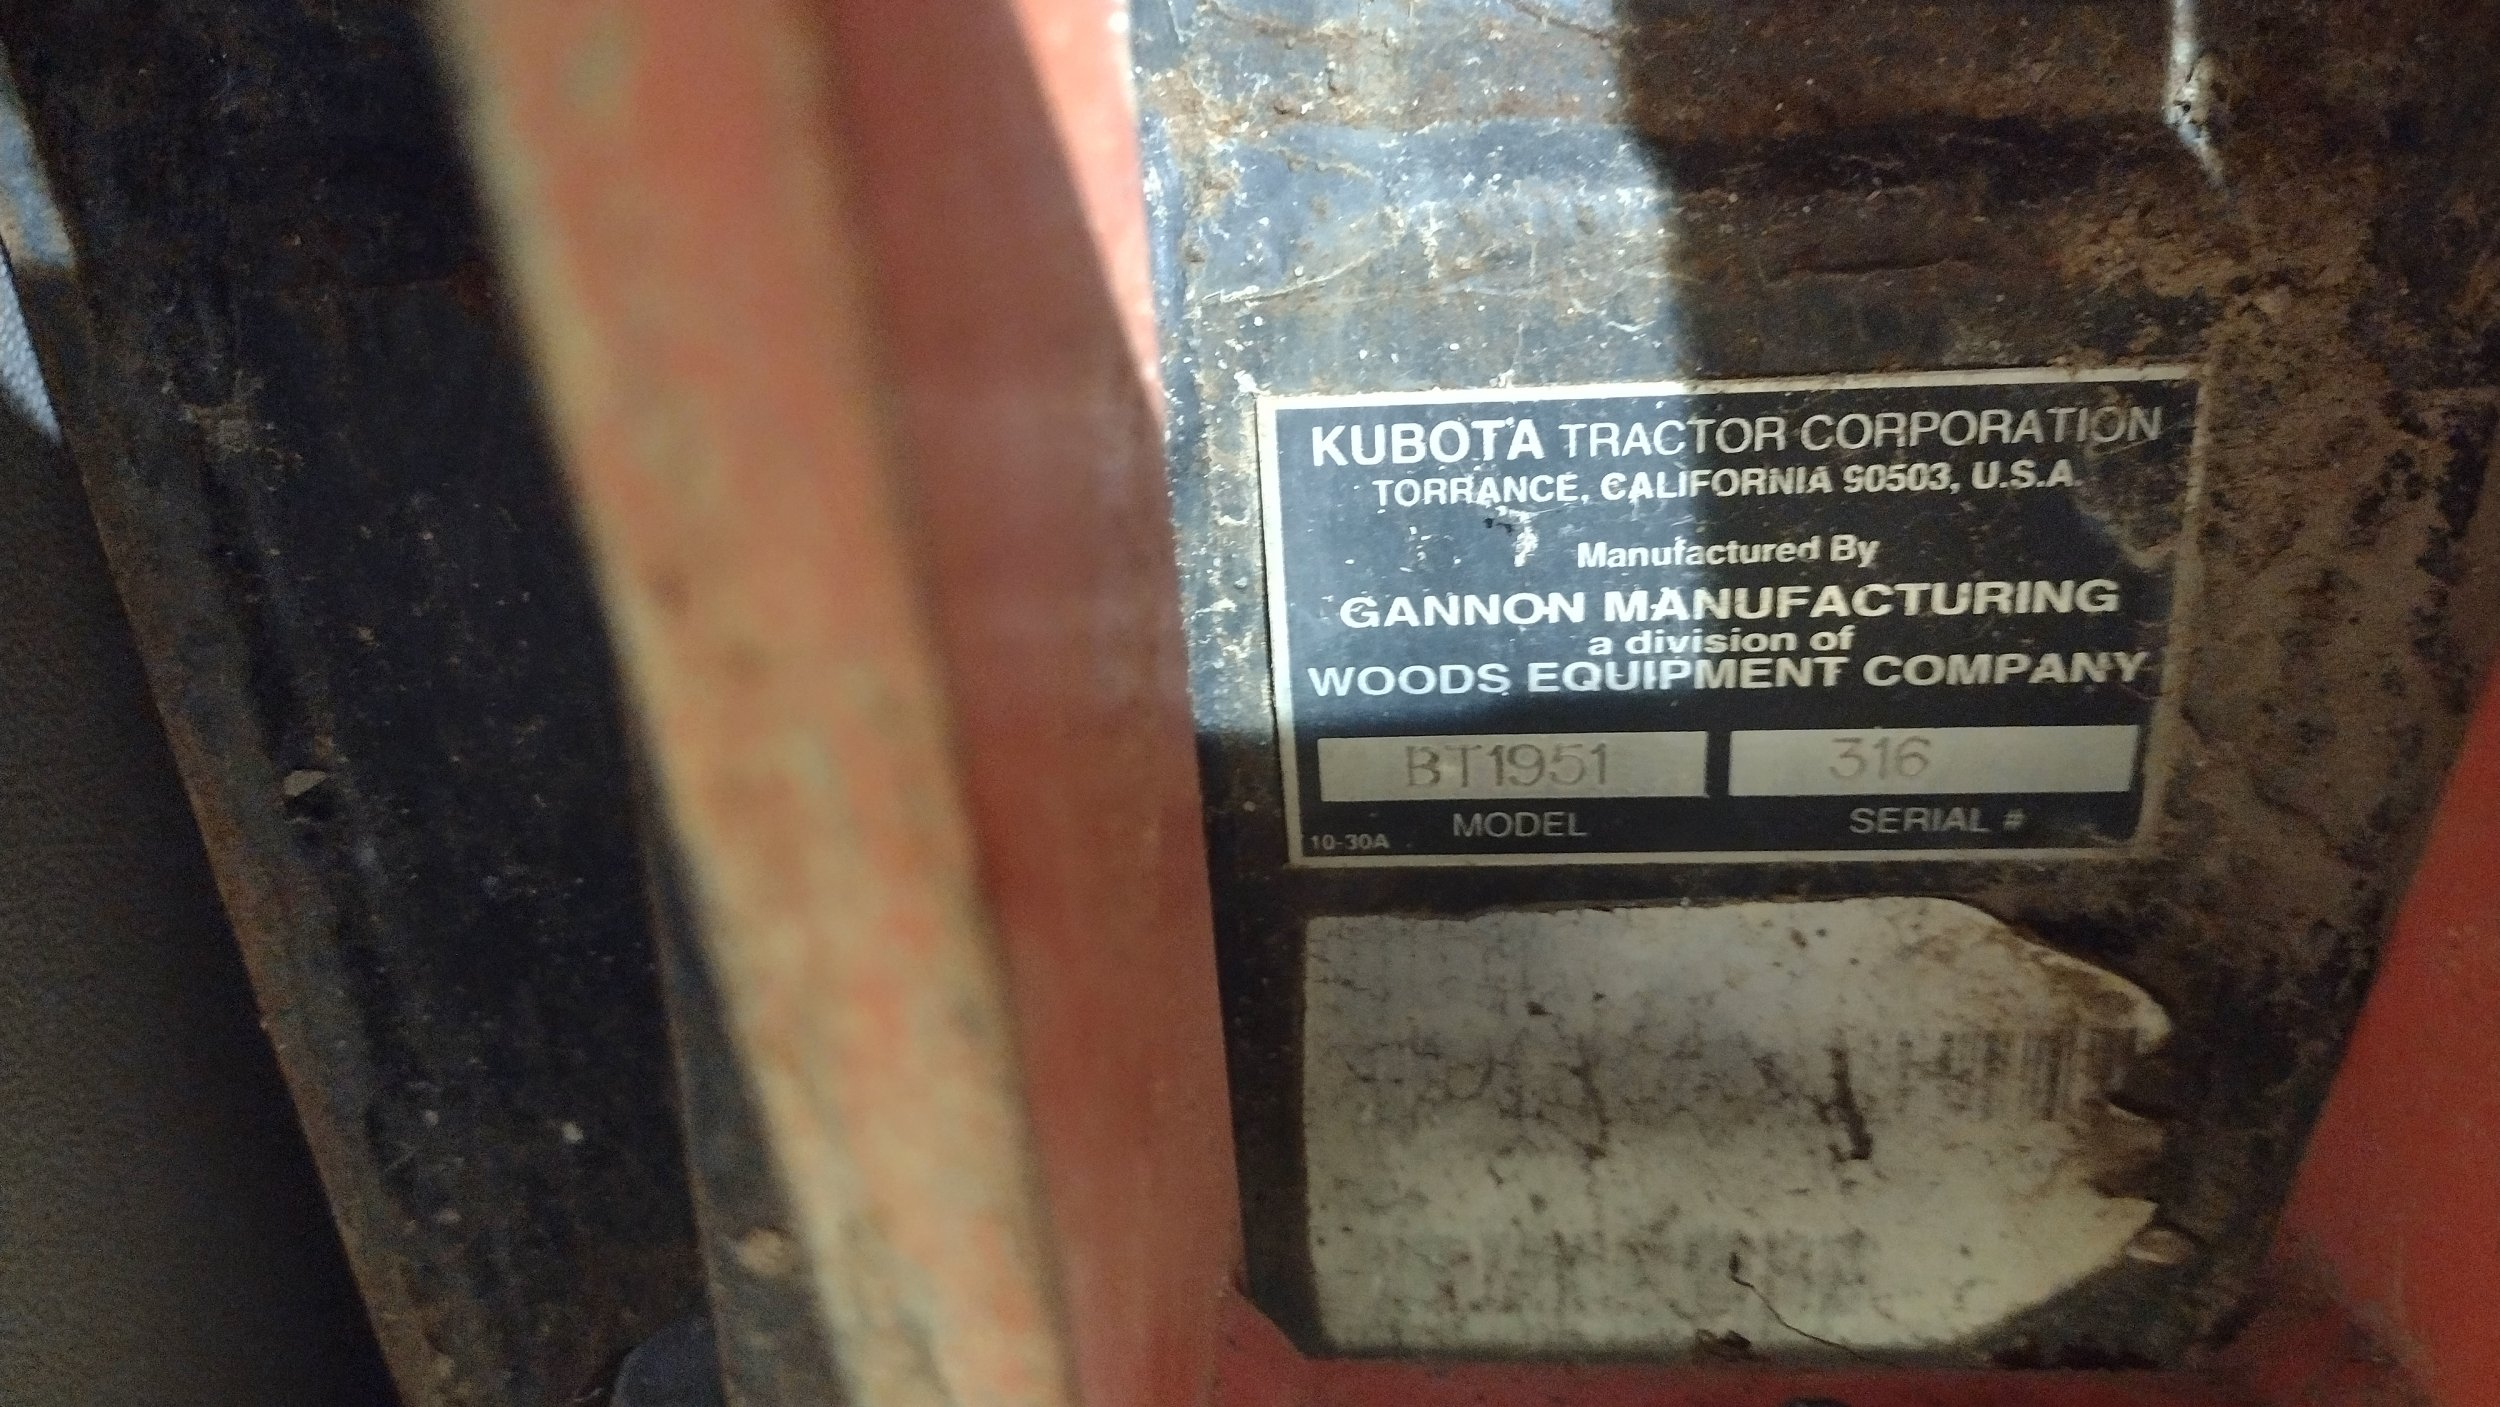 KUBOTA TRACTOR CORPORATION
TORRANCE, CALIFORNIA 90503, U.S.A.
Manufactured By
GANNON MANUFACTURING
a division of
WOODS EQUIPMENT COMPANY
BT1951 316
MODEL SERIAL #
10-30A